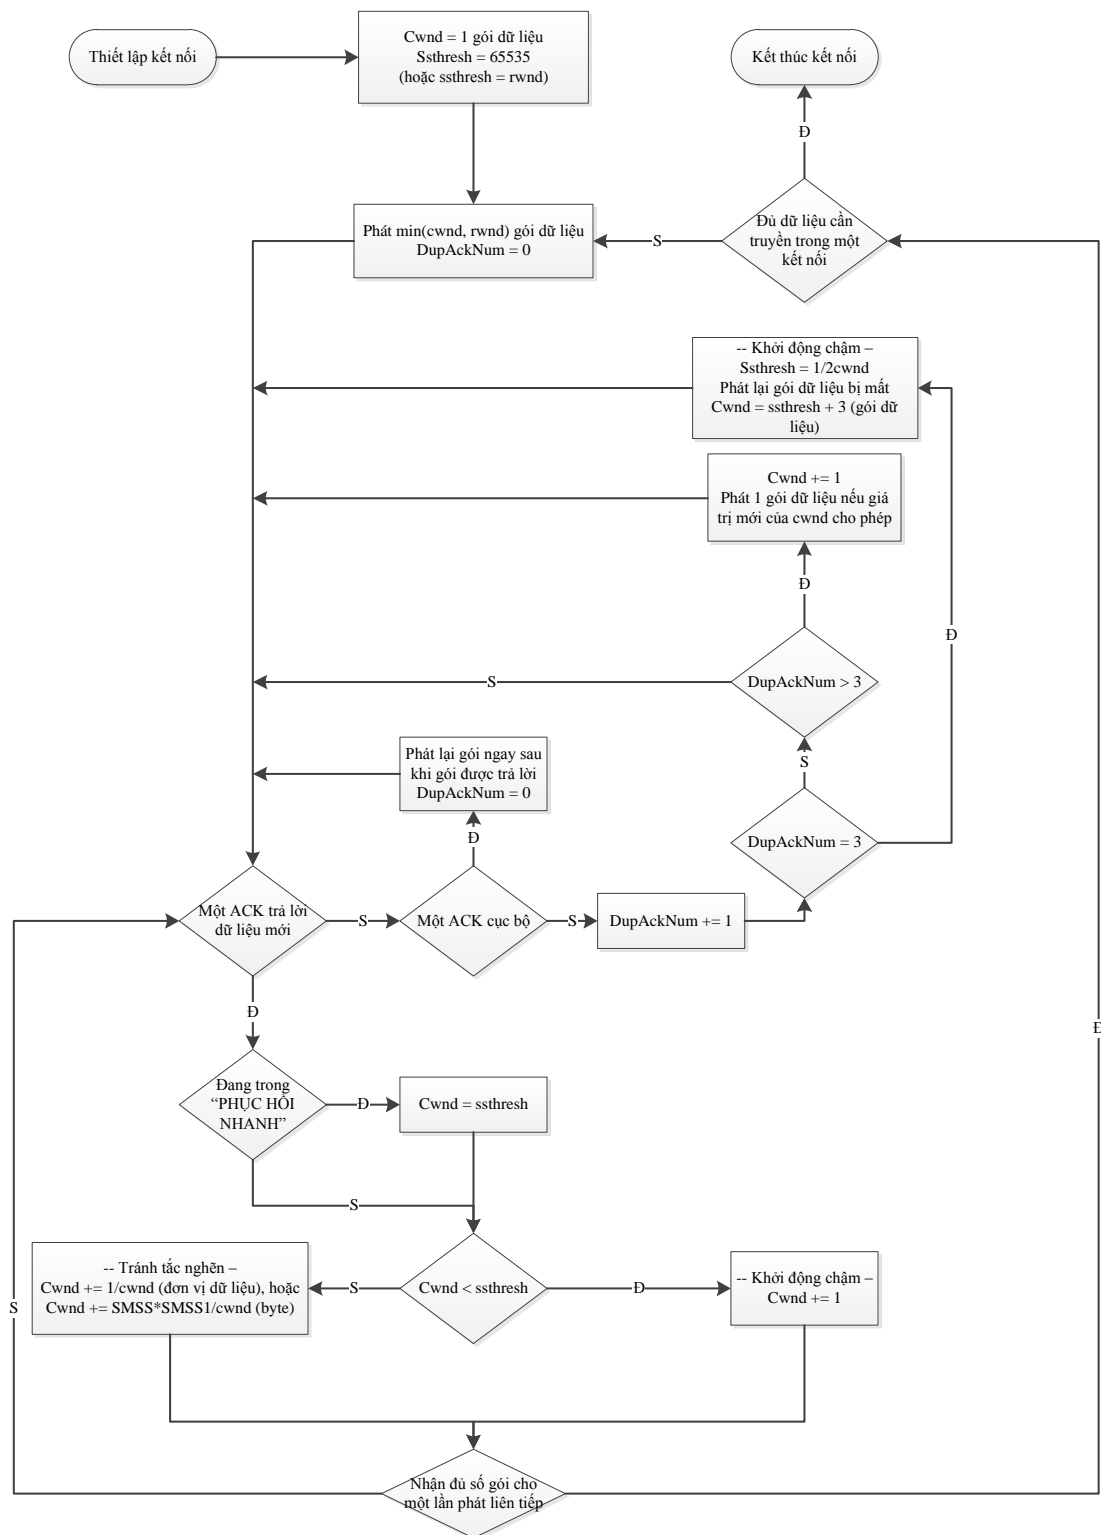 Thiết lập kết nối
Cwnd = 1 gói dữ liệu
Ssthresh = 65535
(hoặc ssthresh = rwnd)
Kết thúc kết nối
Đ
Phát min(cwnd, rwnd) gói dữ liệu
DupAckNum = 0
S
Đủ dữ liệu cần
truyền trong một
kết nối
-- Khởi động chậm –
Ssthresh = 1/2cwnd
Phát lại gói dữ liệu bị mất
Cwnd = ssthresh + 3 (gói dữ
liệu)
Cwnd += 1
Phát 1 gói dữ liệu nếu giá
trị mới của cwnd cho phép
Đ
Đ
S
DupAckNum > 3
Phát lại gói ngay sau
khi gói được trả lời
DupAckNum = 0
S
Đ
DupAckNum = 3
Một ACK trả lời
dữ liệu mới
S
Một ACK cục bộ
S
DupAckNum += 1
Đ
Đ
Đang trong
“PHỤC HỒI
NHANH”
Đ
Cwnd = ssthresh
S
-- Tránh tắc nghẽn –
Cwnd += 1/cwnd (đơn vị dữ liệu), hoặc
Cwnd += SMSS*SMSS1/cwnd (byte)
S
Cwnd < ssthresh
Đ
-- Khởi động chậm –
Cwnd += 1
S
Nhận đủ số gói cho
một lần phát liên tiếp